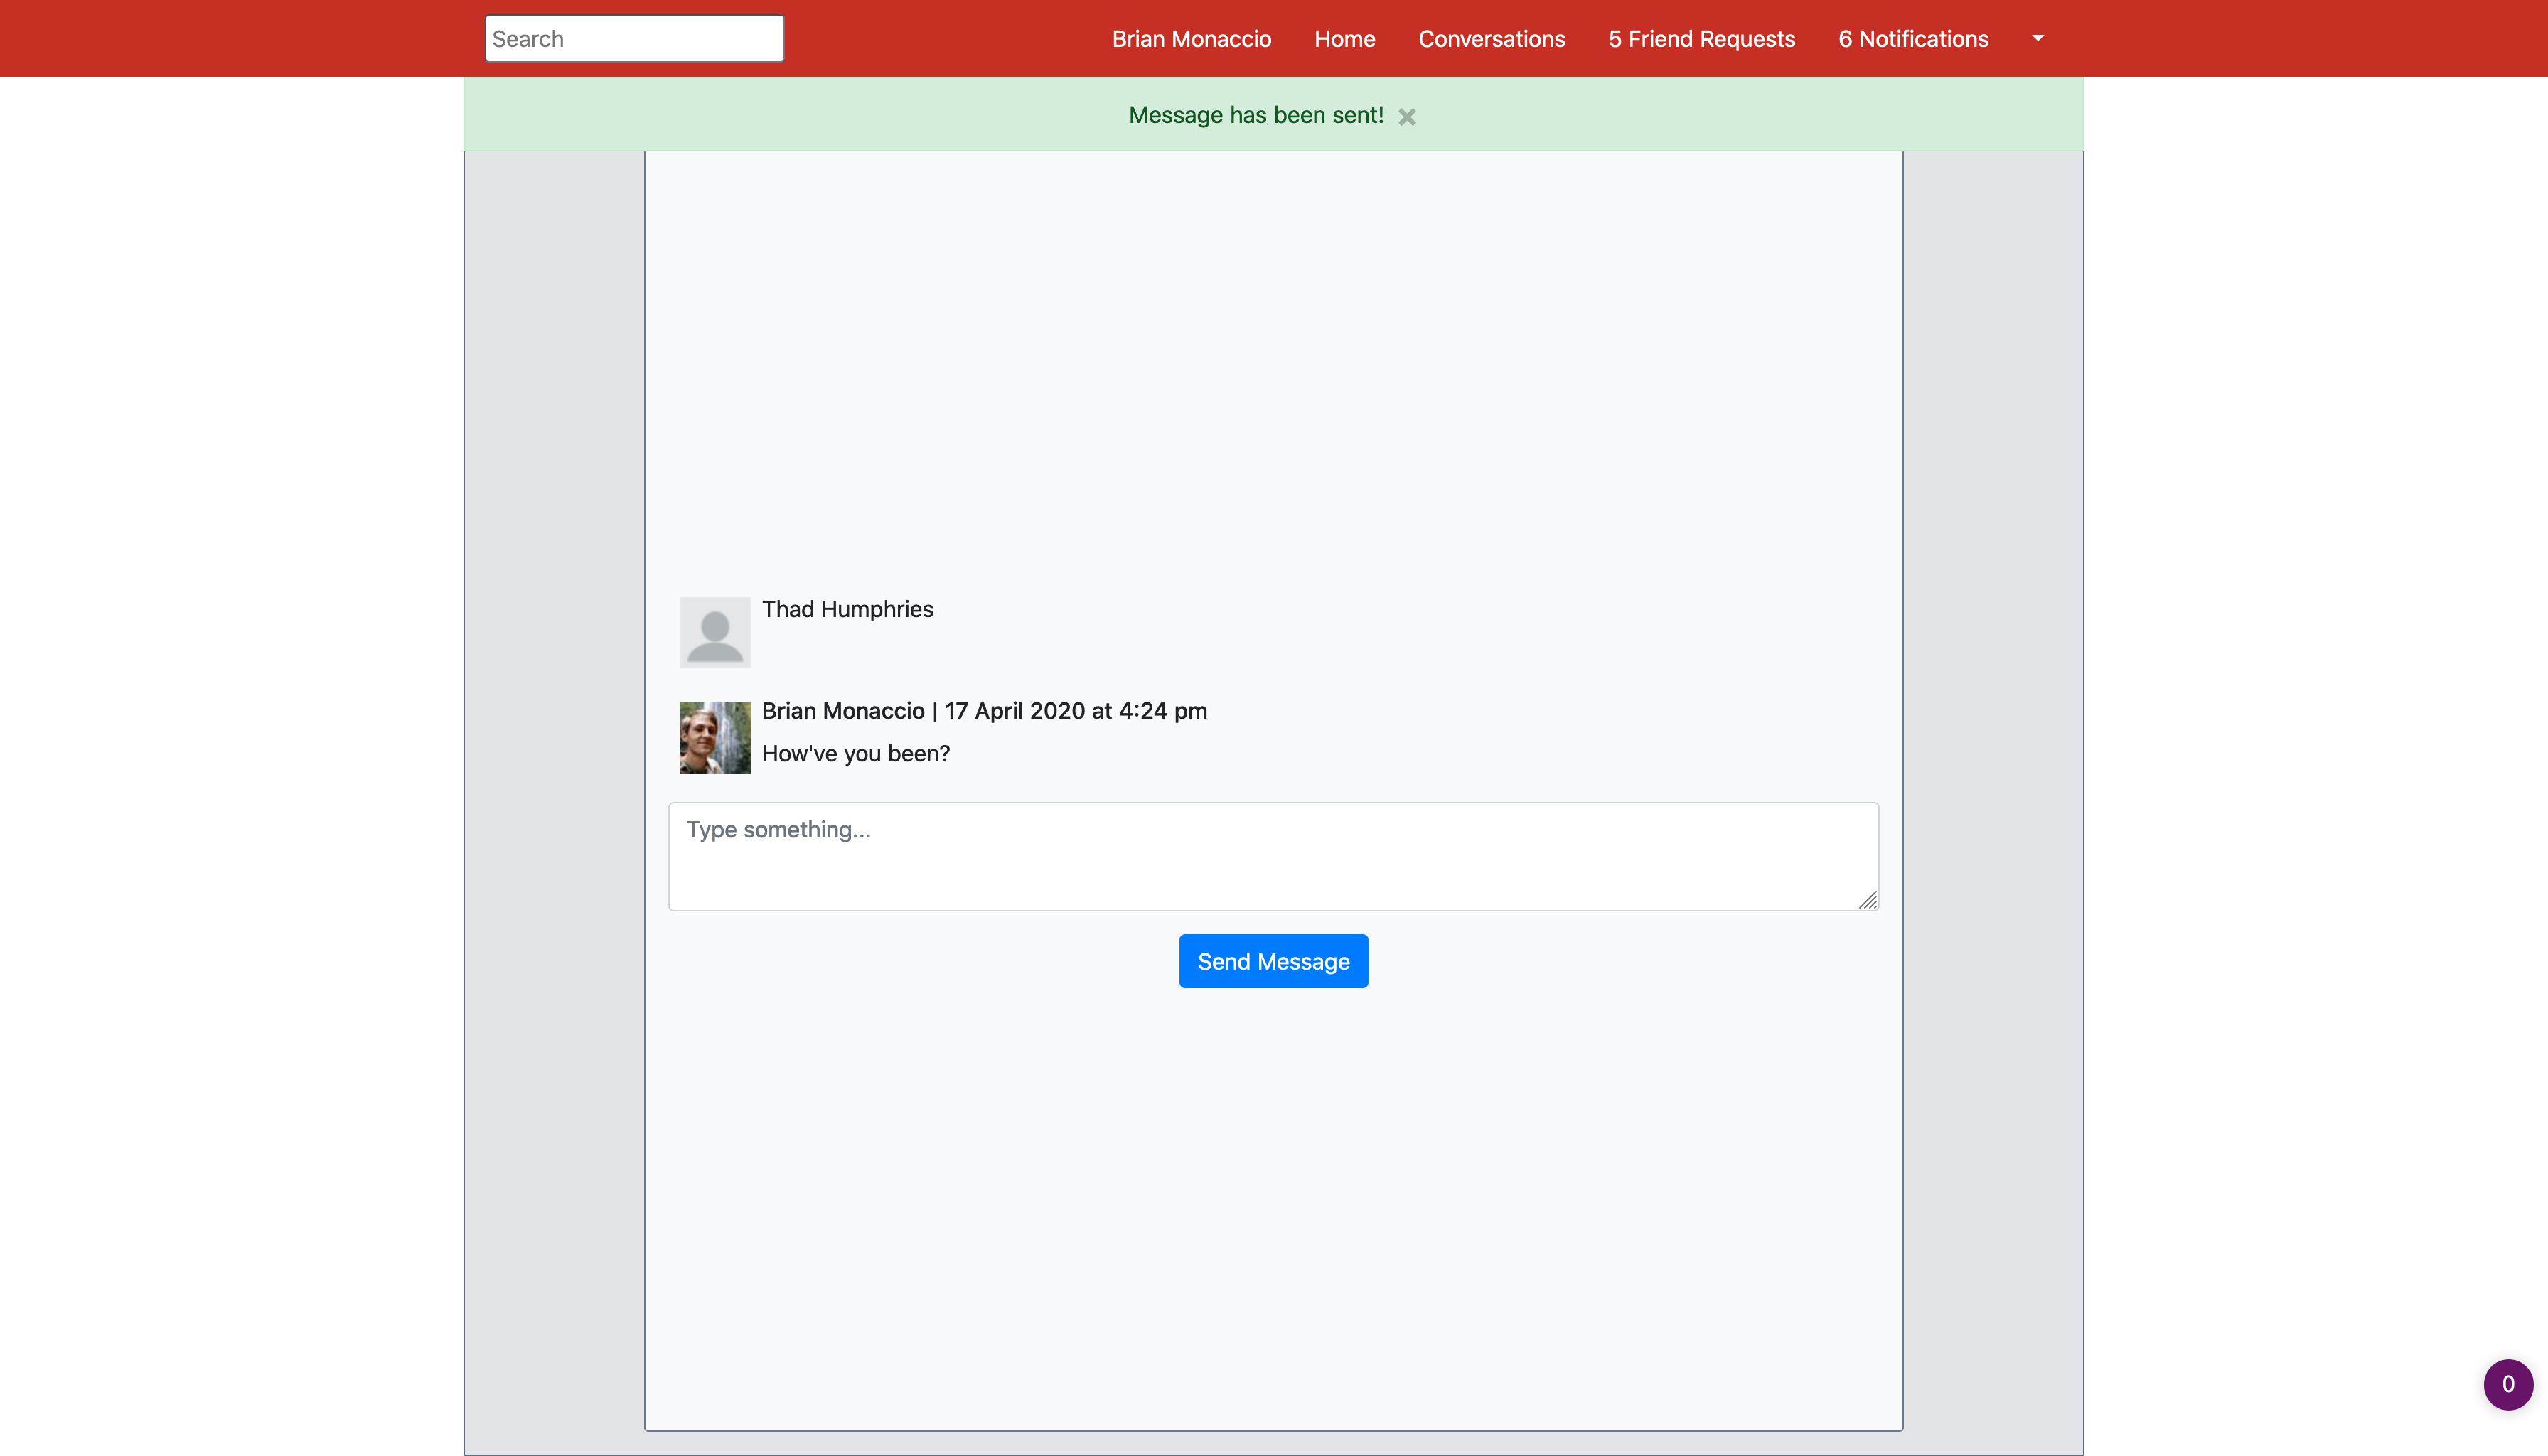 Search
Brian Monaccio Home Conversations 5 Friend Requests 6 Notifications
Message has been sent! ×
Thad Humphries
Brian Monaccio | 17 April 2020 at 4:24 pm
How've you been?
Type something...
Send Message
0